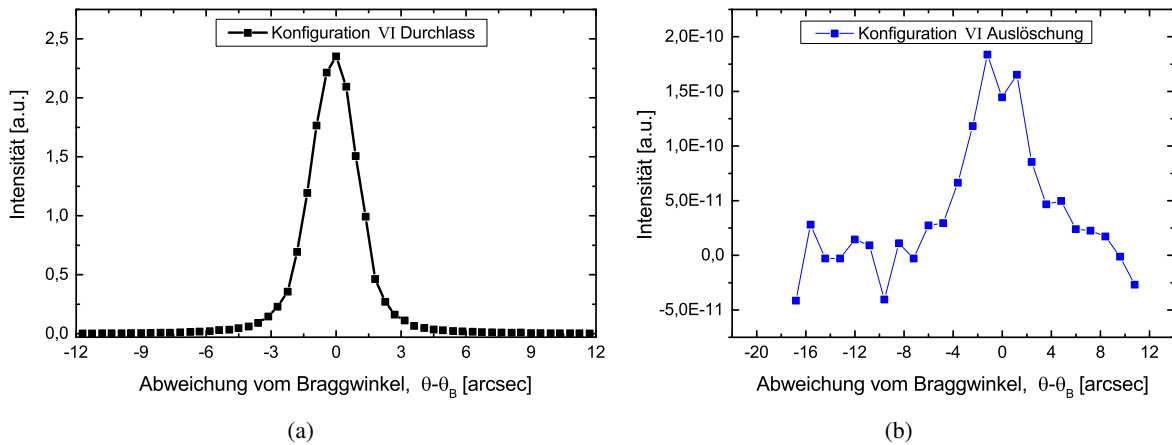 Konfiguration VI Durchlass
2,5
2,0
1,5
1,0
0,5
0,0
Intensität [a.u.]
-12 -9 -6 -3 0 3 6 9 12
Abweichung vom Braggwinkel, θ-θB [arcsec]
(a)
Konfiguration VI Auslöschung
2,0E-10
1,5E-10
1,0E-10
5,0E-11
0,0
-5,0E-11
Intensität [a.u.]
-20 -16 -12 -8 -4 0 4 8 12
Abweichung vom Braggwinkel, θ-θB [arcsec]
(b)